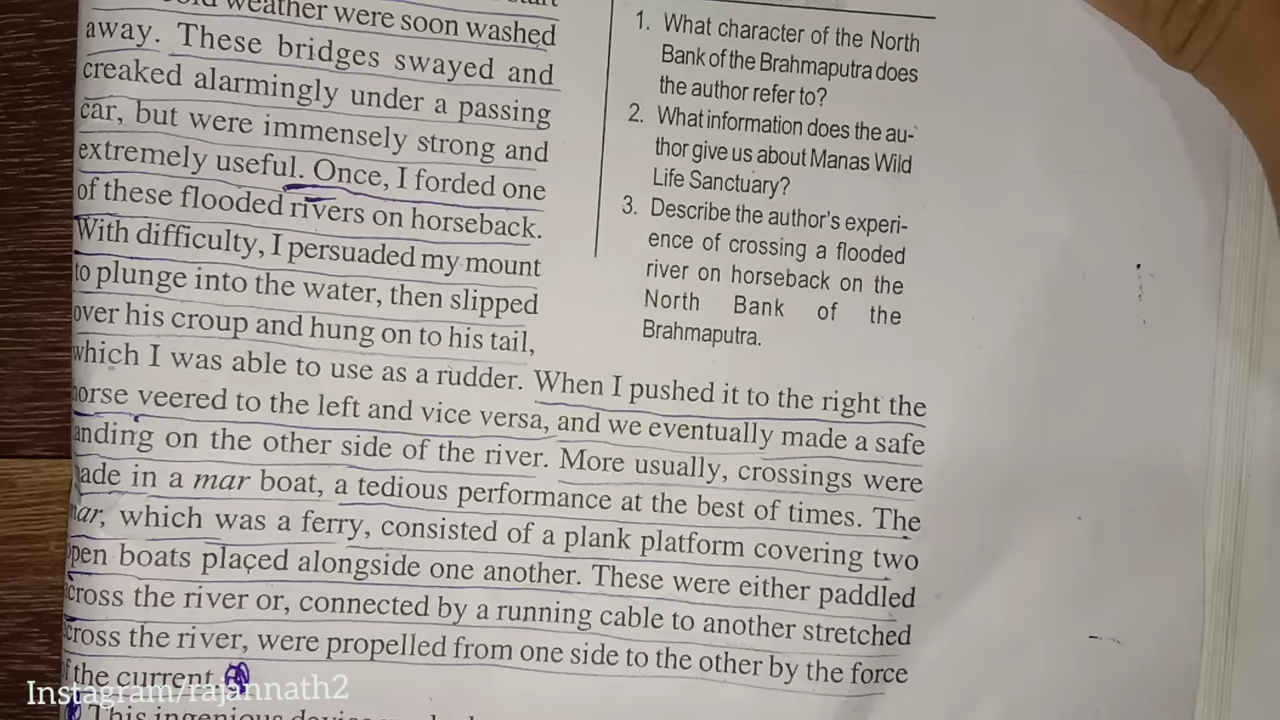 weather were soon washed
away. These bridges swayed and
creaked alarmingly under a passing
car, but were immensely strong and
extremely useful. Once, I forded one
of these flooded rivers on horseback.
With difficulty, I persuaded my mount
to plunge into the water, then slipped
over his croup and hung on to his tail,
which I was able to use as a rudder. When I pushed it to the right the
horse veered to the left and vice versa, and we eventually made a safe
landing on the other side of the river. More usually, crossings were
made in a mar boat, a tedious performance at the best of times. The
mar, which was a ferry, consisted of a plank platform covering two
open boats placed alongside one another. These were either paddled
across the river or, connected by a running cable to another stretched
across the river, were propelled from one side to the other by the force
of the current.
This ingenious
1. What character of the North
Bank of the Brahmaputra does
the author refer to?
2. What information does the au-
thor give us about Manas Wild
Life Sanctuary?
3. Describe the author's experi-
ence of crossing a flooded
river on horseback on the
North Bank of the
Brahmaputra.
Instagram/rajannath2